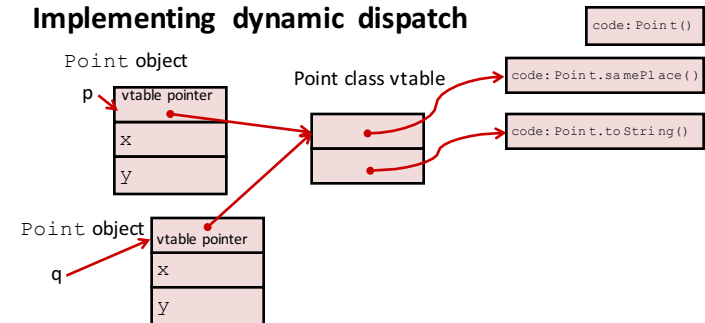 Implementing dynamic dispatch
code:Point()
Point object
Point class vtable
code:Point.samePlace()
p
vtable pointer
code:Point.toString()
x
y
Point object
vtable pointer
q
x
y